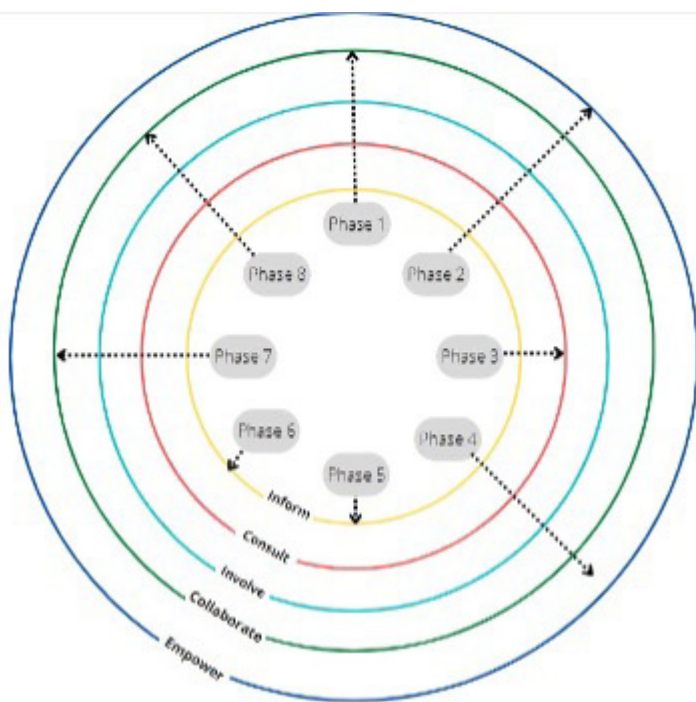 Phase 1
Phase 2
Phase 8
Phase 3
Phase 7
Phase 4
Phase 6
Phase 5
Inform
Consult
Involve
Collaborate
Empower